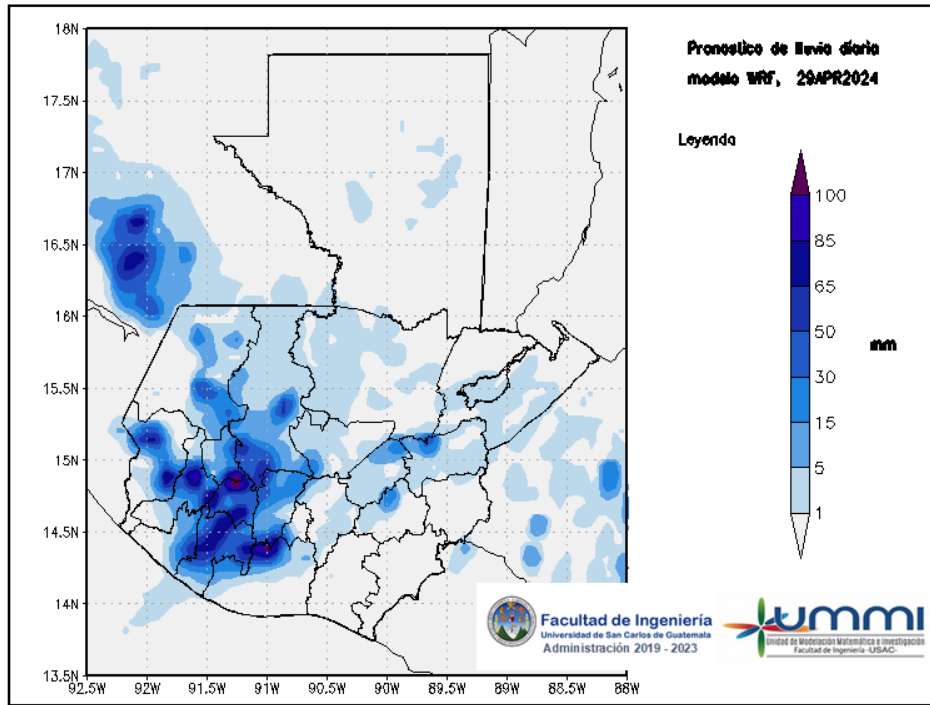 Pronostico de lluvia diaria
modelo WRF, 29APR2024
Leyenda
100
85
65
50
30
15
5
1
mm
18N
17.5N
17N
16.5N
16N
15.5N
15N
14.5N
14N
13.5N
92.5W
92W
91.5W
91W
90.5W
90W
89.5W
89W
88.5W
88W
Facultad de Ingeniería
Universidad de San Carlos de Guatemala
Administración 2019 - 2023
UMMI
Unidad de Modelación Matemática e Investigación
Facultad de Ingeniería -USAC-